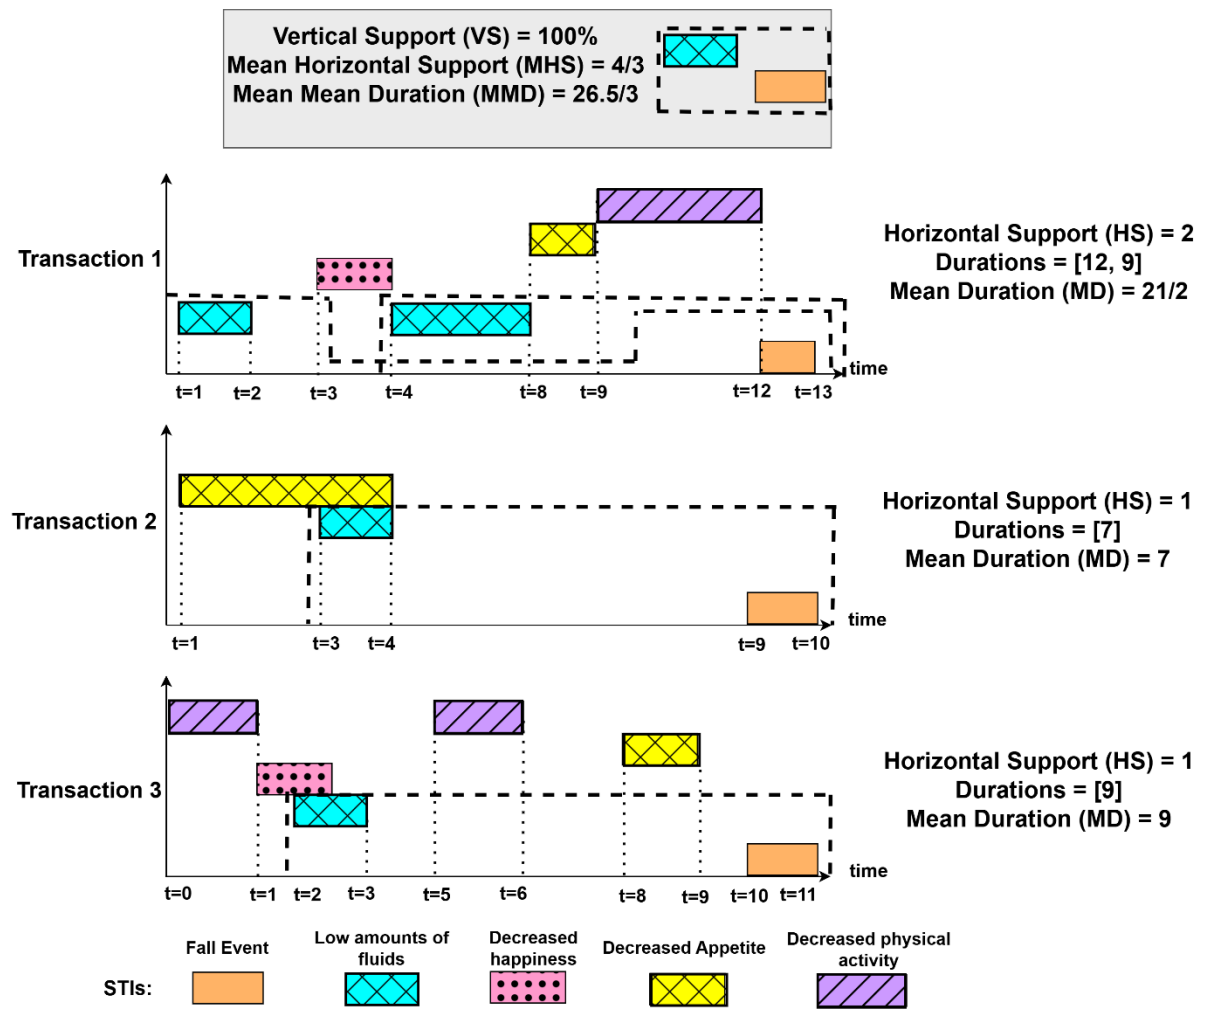 Vertical Support (VS) = 100%
Mean Horizontal Support (MHS) = 4/3
Mean Mean Duration (MMD) = 26.5/3
Transaction 1
Horizontal Support (HS) = 2
Durations = [12, 9]
Mean Duration (MD) = 21/2
time
t=1 t=2 t=3 t=4 t=8 t=9 t=12 t=13
Transaction 2
Horizontal Support (HS) = 1
Durations = [7]
Mean Duration (MD) = 7
time
t=1 t=3 t=4 t=9 t=10
Transaction 3
Horizontal Support (HS) = 1
Durations = [9]
Mean Duration (MD) = 9
time
t=0 t=1 t=2 t=3 t=5 t=6 t=8 t=9 t=10 t=11
Fall Event
Low amounts of
fluids
Decreased
happiness
Decreased Appetite
Decreased physical
activity
STIs: